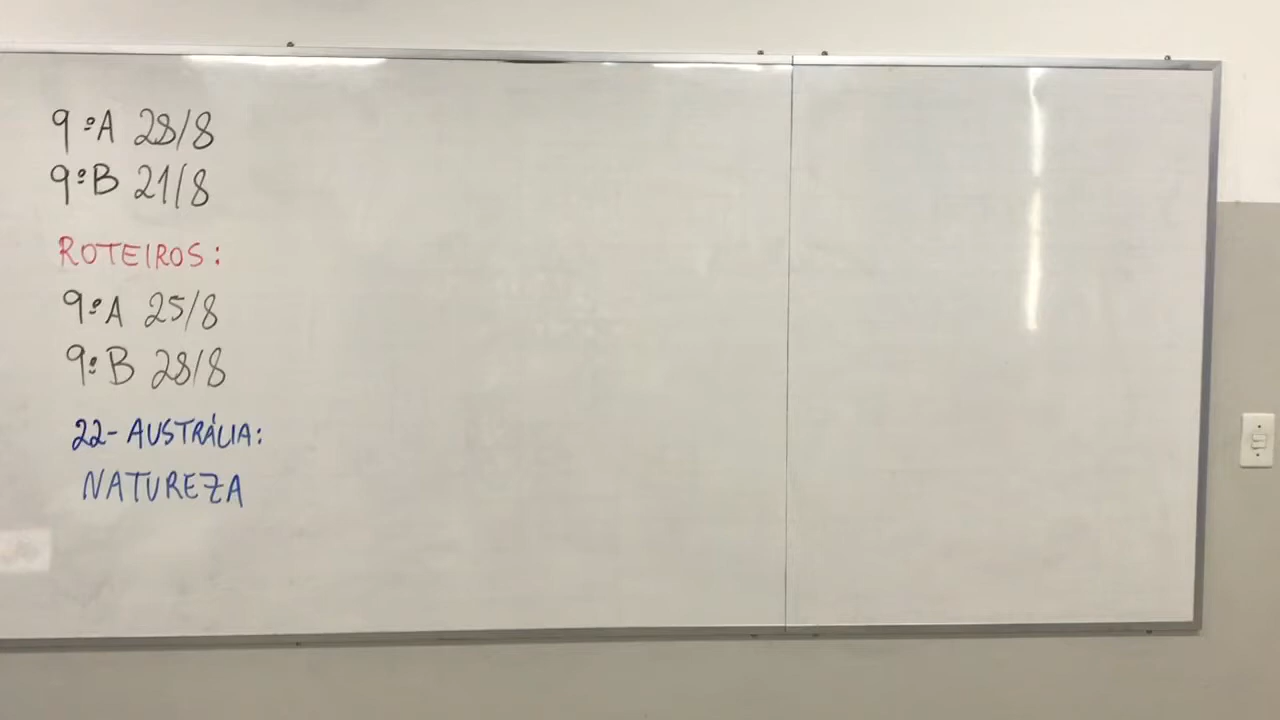 9ºA 28/8
9ºB 21/8
ROTEIROS:
9ºA 25/8
9ºB 28/8
22- AUSTRÁLIA:
NATUREZA